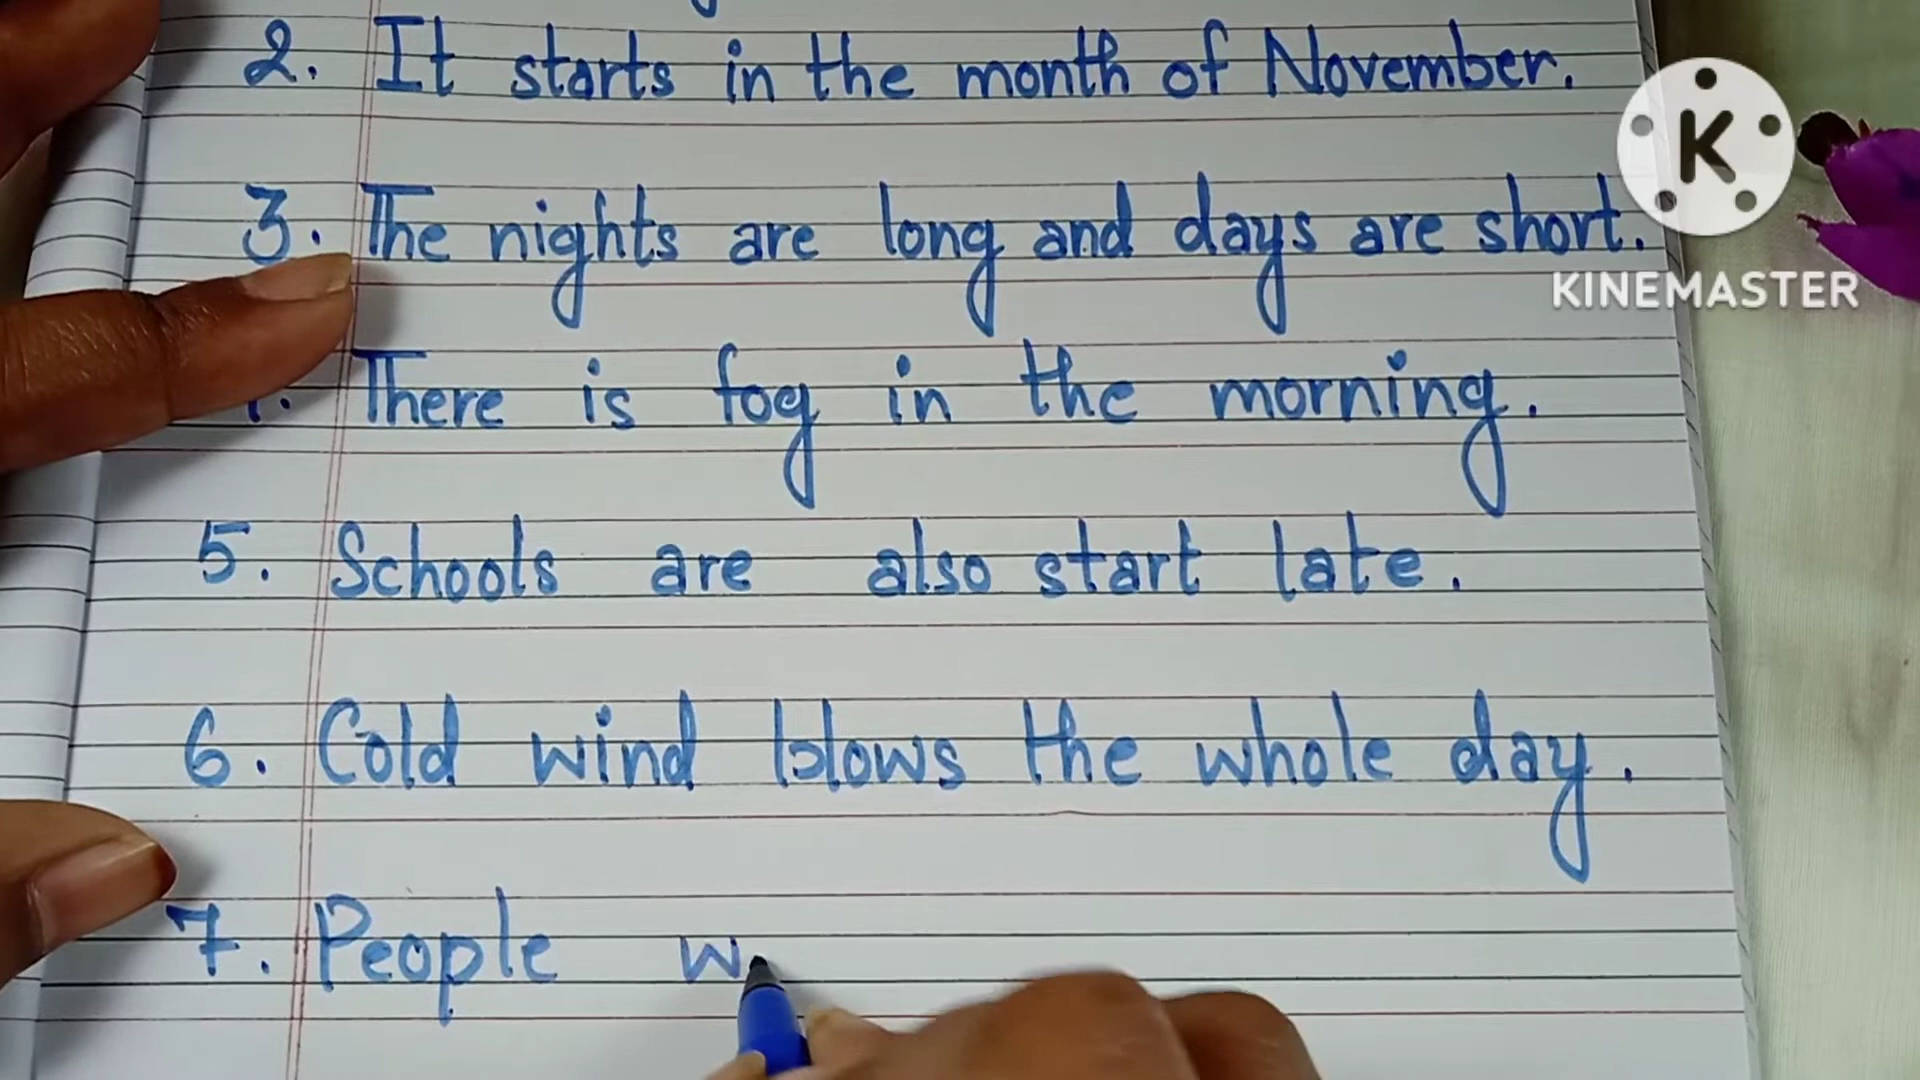 2. It starts in the month of November.
3. The nights are long and days are short.
There is fog in the morning.
5. Schools are also start late.
6. Cold wind blows the whole day.
7. People w
K
KINEMASTER